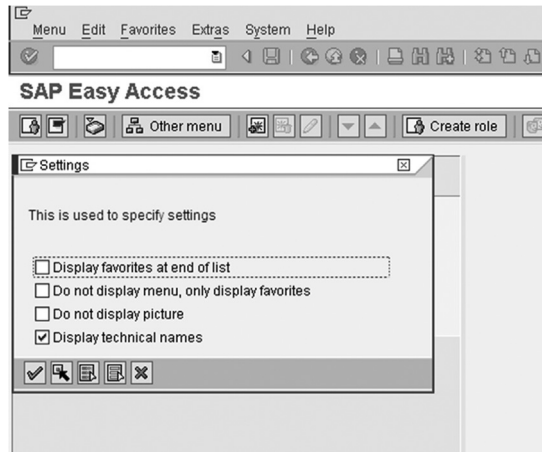 Menu Edit Favorites Extras System Help
SAP Easy Access
Other menu Create role
Settings
This is used to specify settings
Display favorites at end of list
Do not display menu, only display favorites
Do not display picture
Display technical names